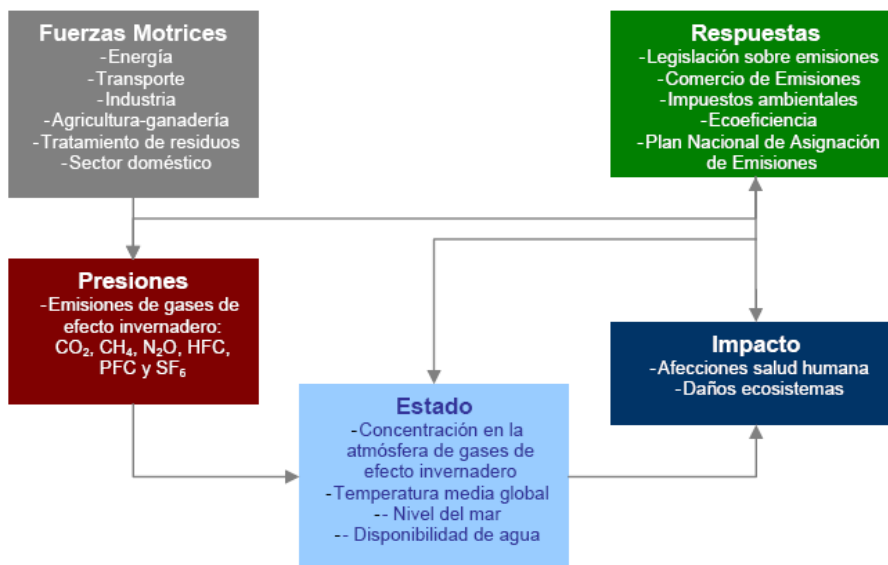 Fuerzas Motrices
-Energía
-Transporte
-Industria
-Agricultura-ganadería
-Tratamiento de residuos
-Sector doméstico
Respuestas
-Legislación sobre emisiones
-Comercio de Emisiones
-Impuestos ambientales
-Ecoeficiencia
-Plan Nacional de Asignación
de Emisiones
Presiones
-Emisiones de gases de
efecto invernadero:
CO₂, CH₄, N₂O, HFC,
PFC y SF₆
Impacto
-Afecciones salud humana
-Daños ecosistemas
Estado
-Concentración en la
atmósfera de gases de
efecto invernadero
-Temperatura media global
-- Nivel del mar
-- Disponibilidad de agua